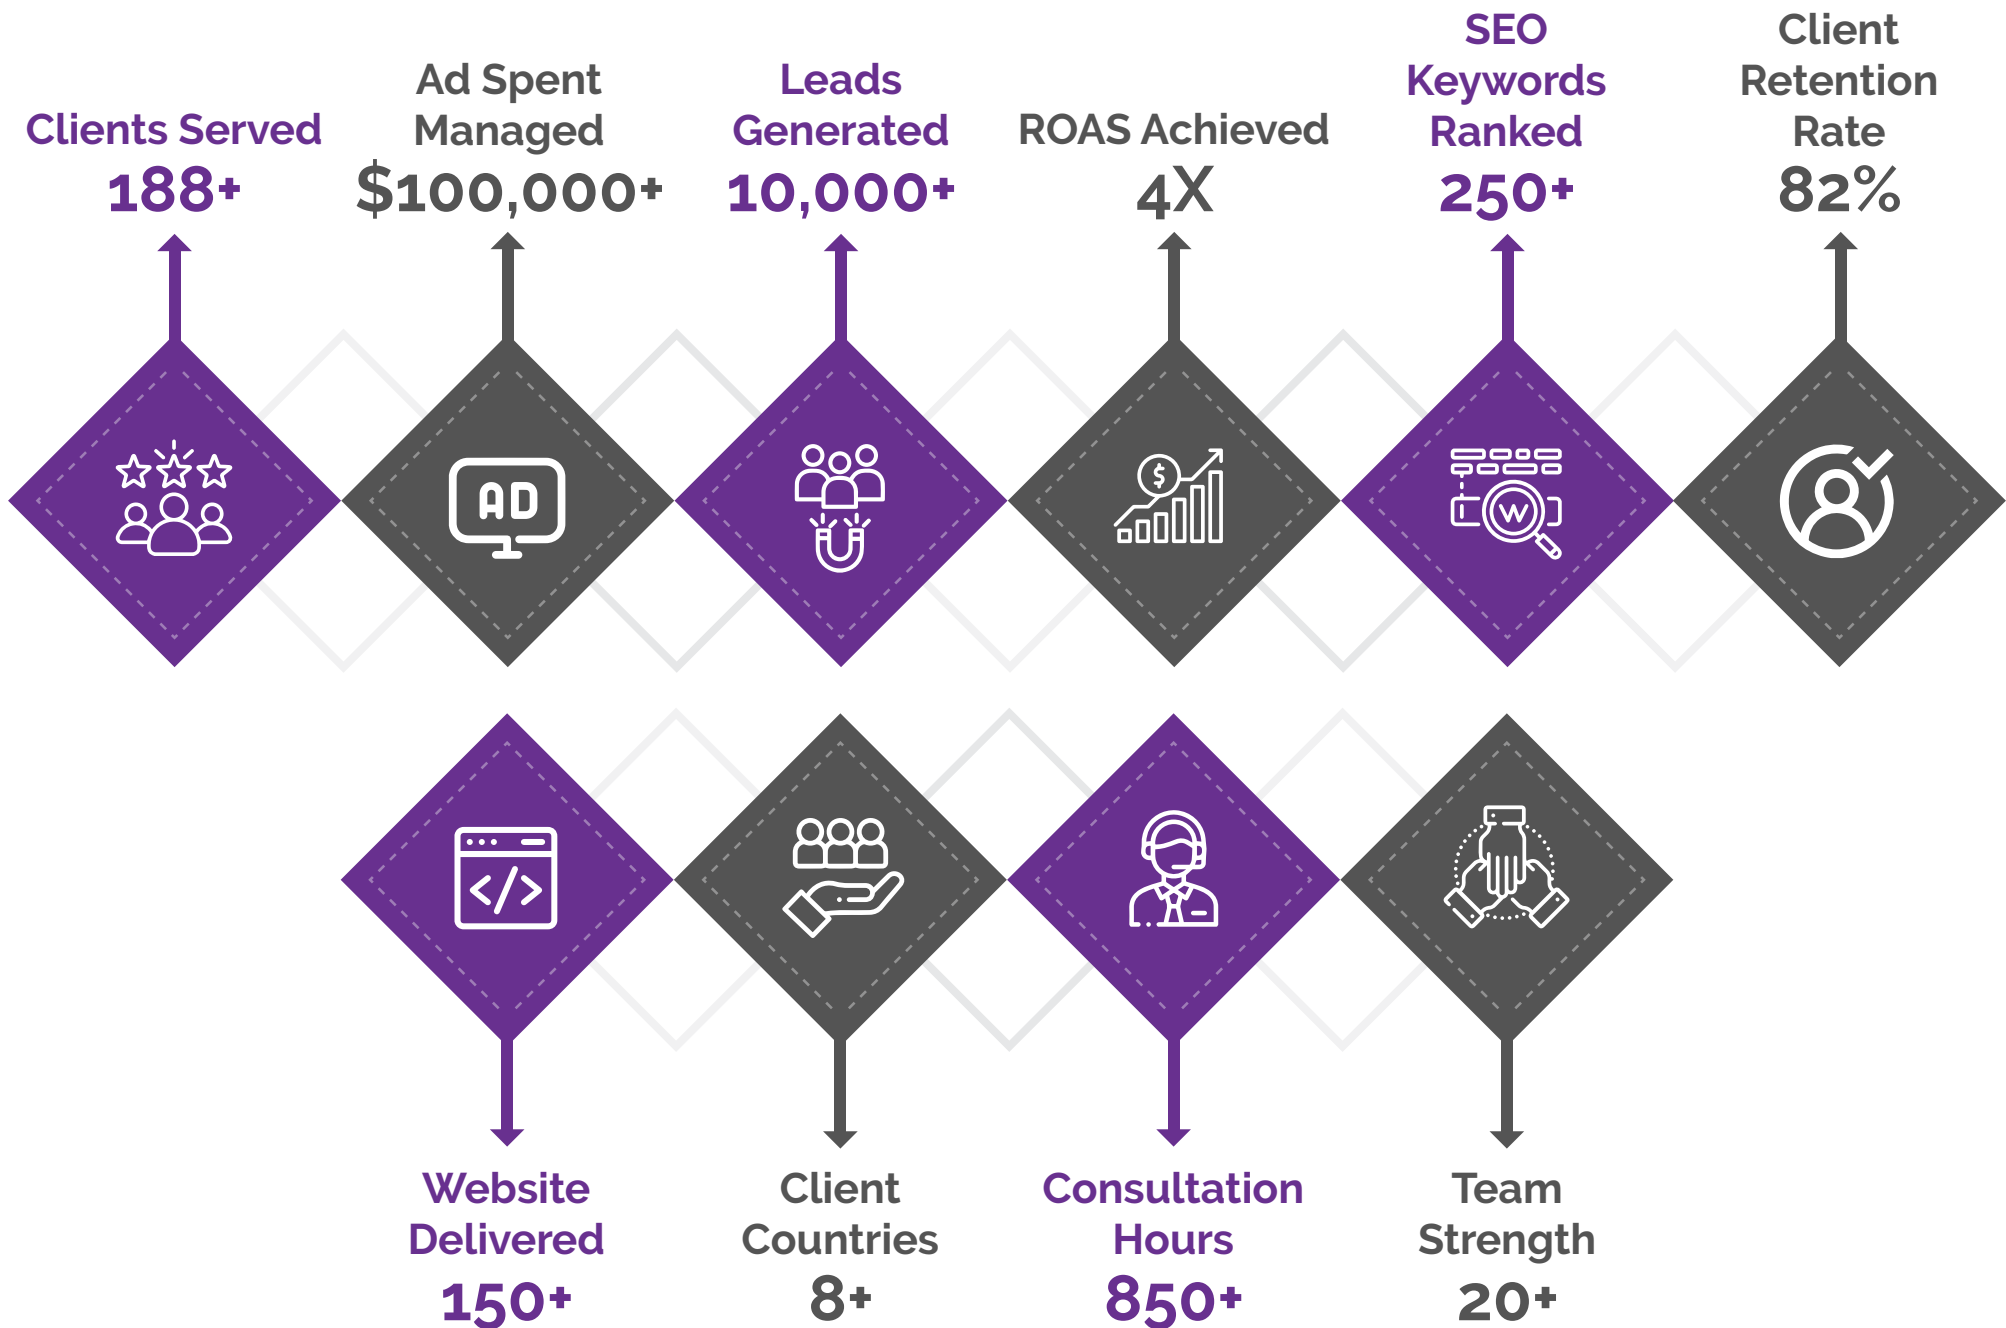 Clients Served
188+
Ad Spent
Managed
$100,000+
Leads
Generated
10,000+
ROAS Achieved
4X
SEO
Keywords
Ranked
250+
Client
Retention
Rate
82%
AD
$
W
</>
Website
Delivered
150+
Client
Countries
8+
Consultation
Hours
850+
Team
Strength
20+